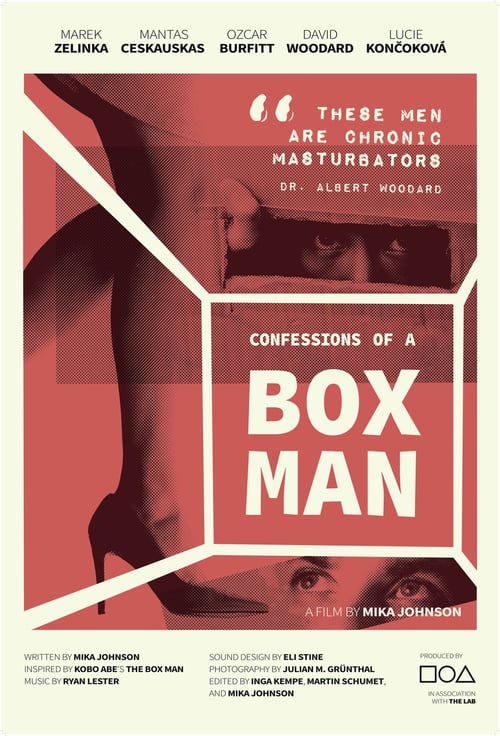 MAREK ZELINKA
MANTAS CESKAUSKAS
OZCAR BURFITT
DAVID WOODARD
LUCIE KONČOKOVÁ
“ THESE MEN
ARE CHRONIC
MASTURBATORS
DR. ALBERT WOODARD
CONFESSIONS OF A
BOX
MAN
A FILM BY MIKA JOHNSON
WRITTEN BY MIKA JOHNSON
INSPIRED BY KOBO ABE'S THE BOX MAN
MUSIC BY RYAN LESTER
SOUND DESIGN BY ELI STINE
PHOTOGRAPHY BY JULIAN M. GRÜNTHAL
EDITED BY INGA KEMPE, MARTIN SCHUMET,
AND MIKA JOHNSON
PRODUCED BY
IN ASSOCIATION
WITH THE LAB